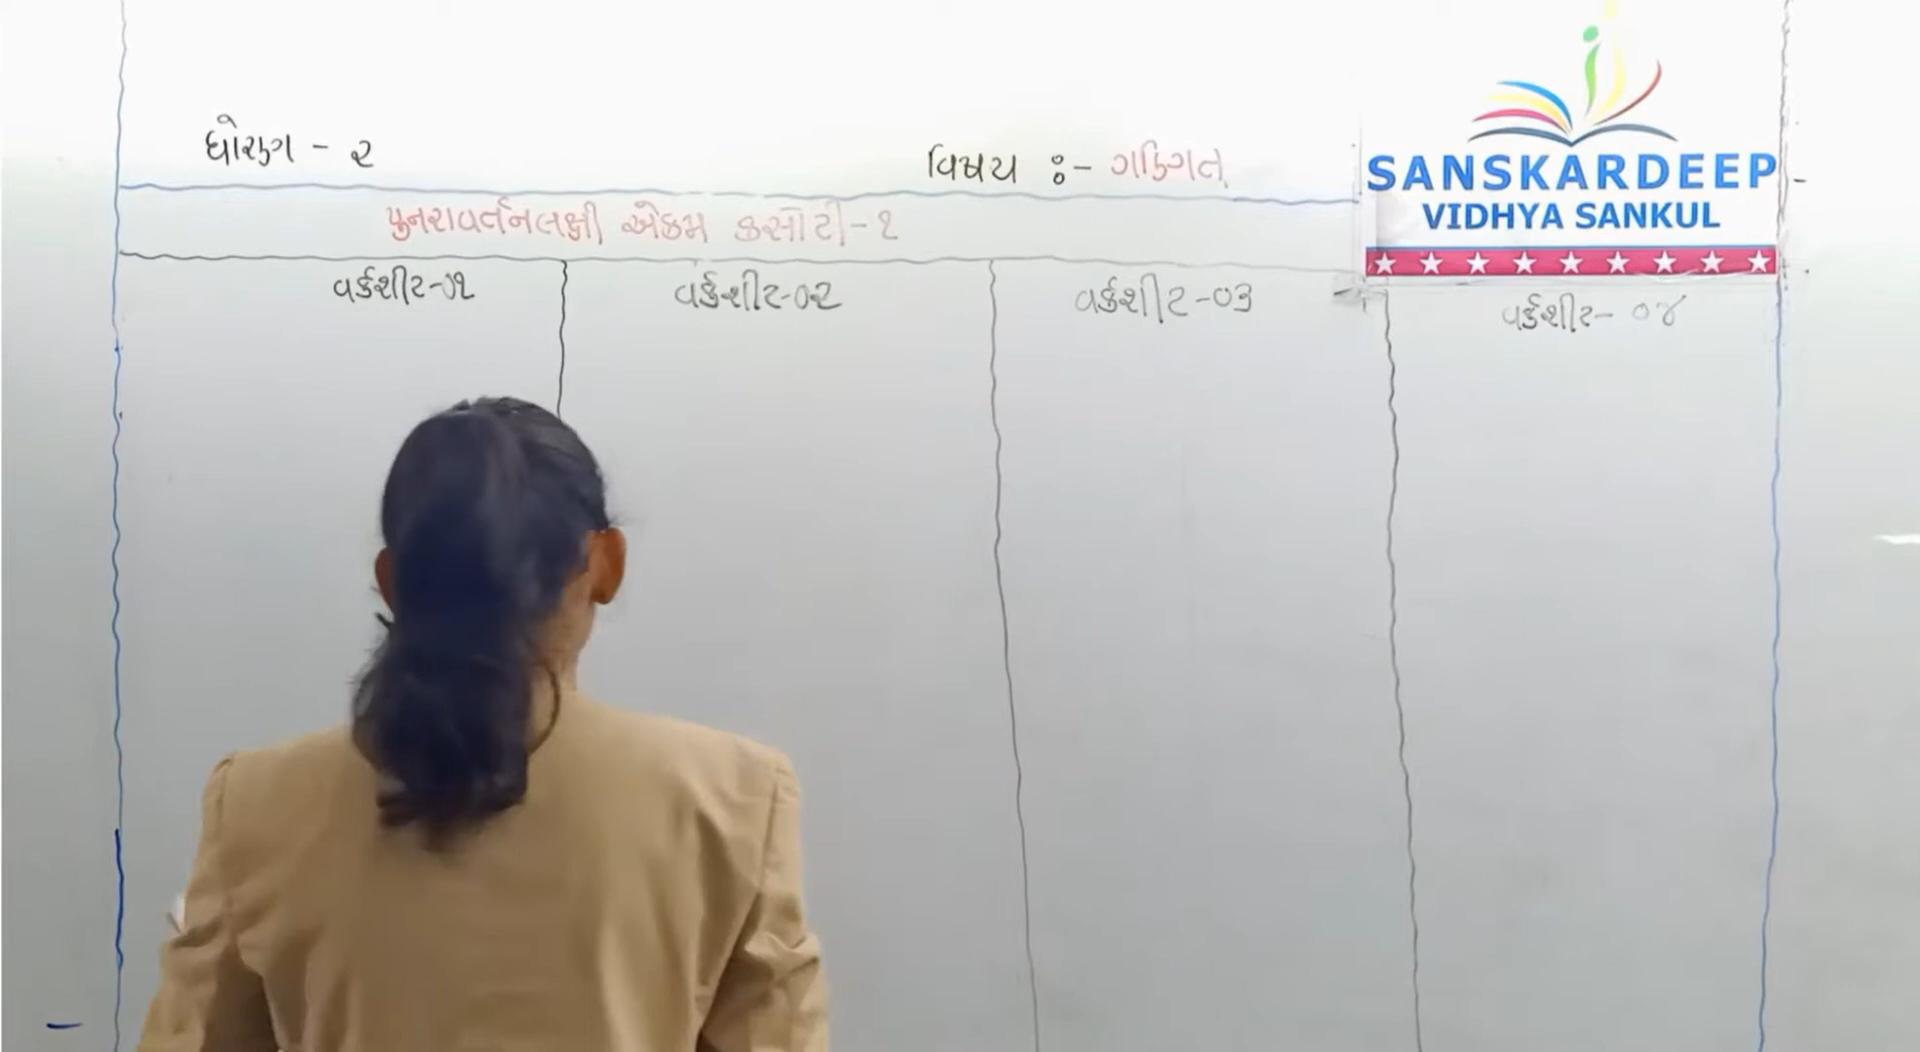 ધોરણ - ૨
વિષય :- ગણિત
SANSKARDEEP
VIDHYA SANKUL
પુનરાવર્તનલક્ષી એકમ કસોટી-૧
વર્કશીટ-૦૧
વર્કશીટ-૦૨
વર્કશીટ-૦૩
વર્કશીટ- ૦૪